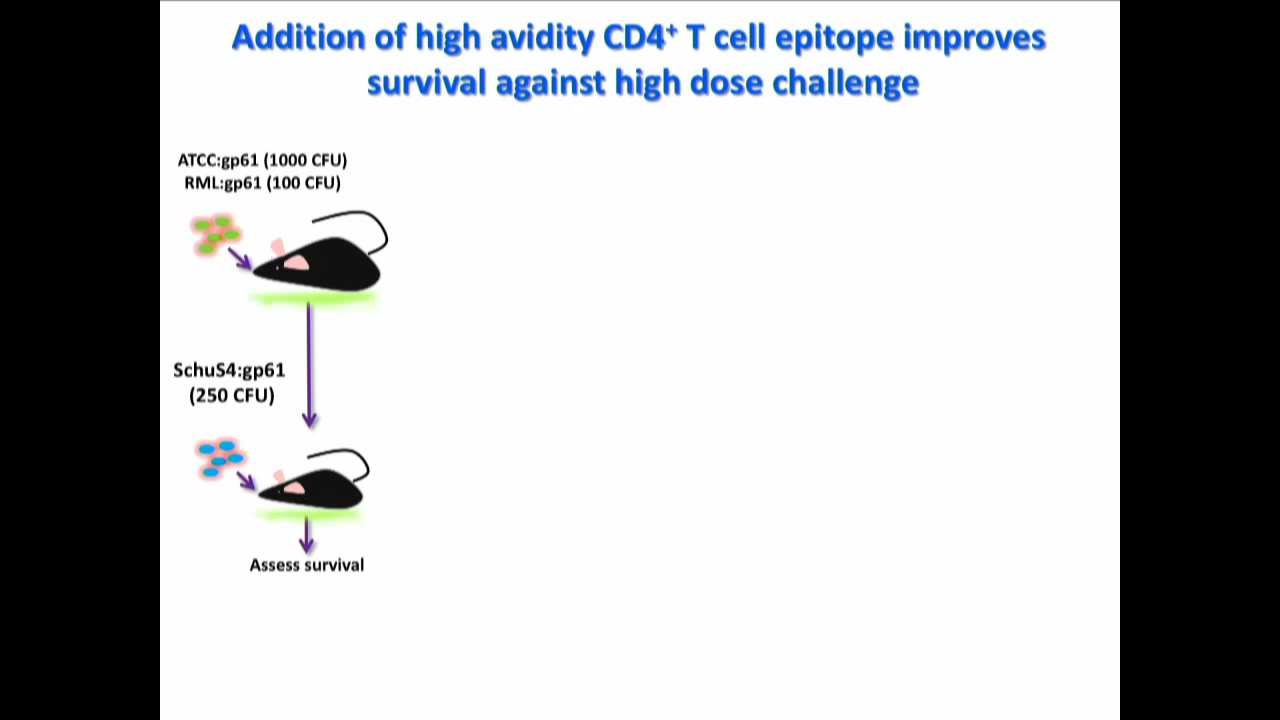 Addition of high avidity CD4⁺ T cell epitope improves
survival against high dose challenge
ATCC:gp61 (1000 CFU)
RML:gp61 (100 CFU)
SchuS4:gp61
(250 CFU)
Assess survival